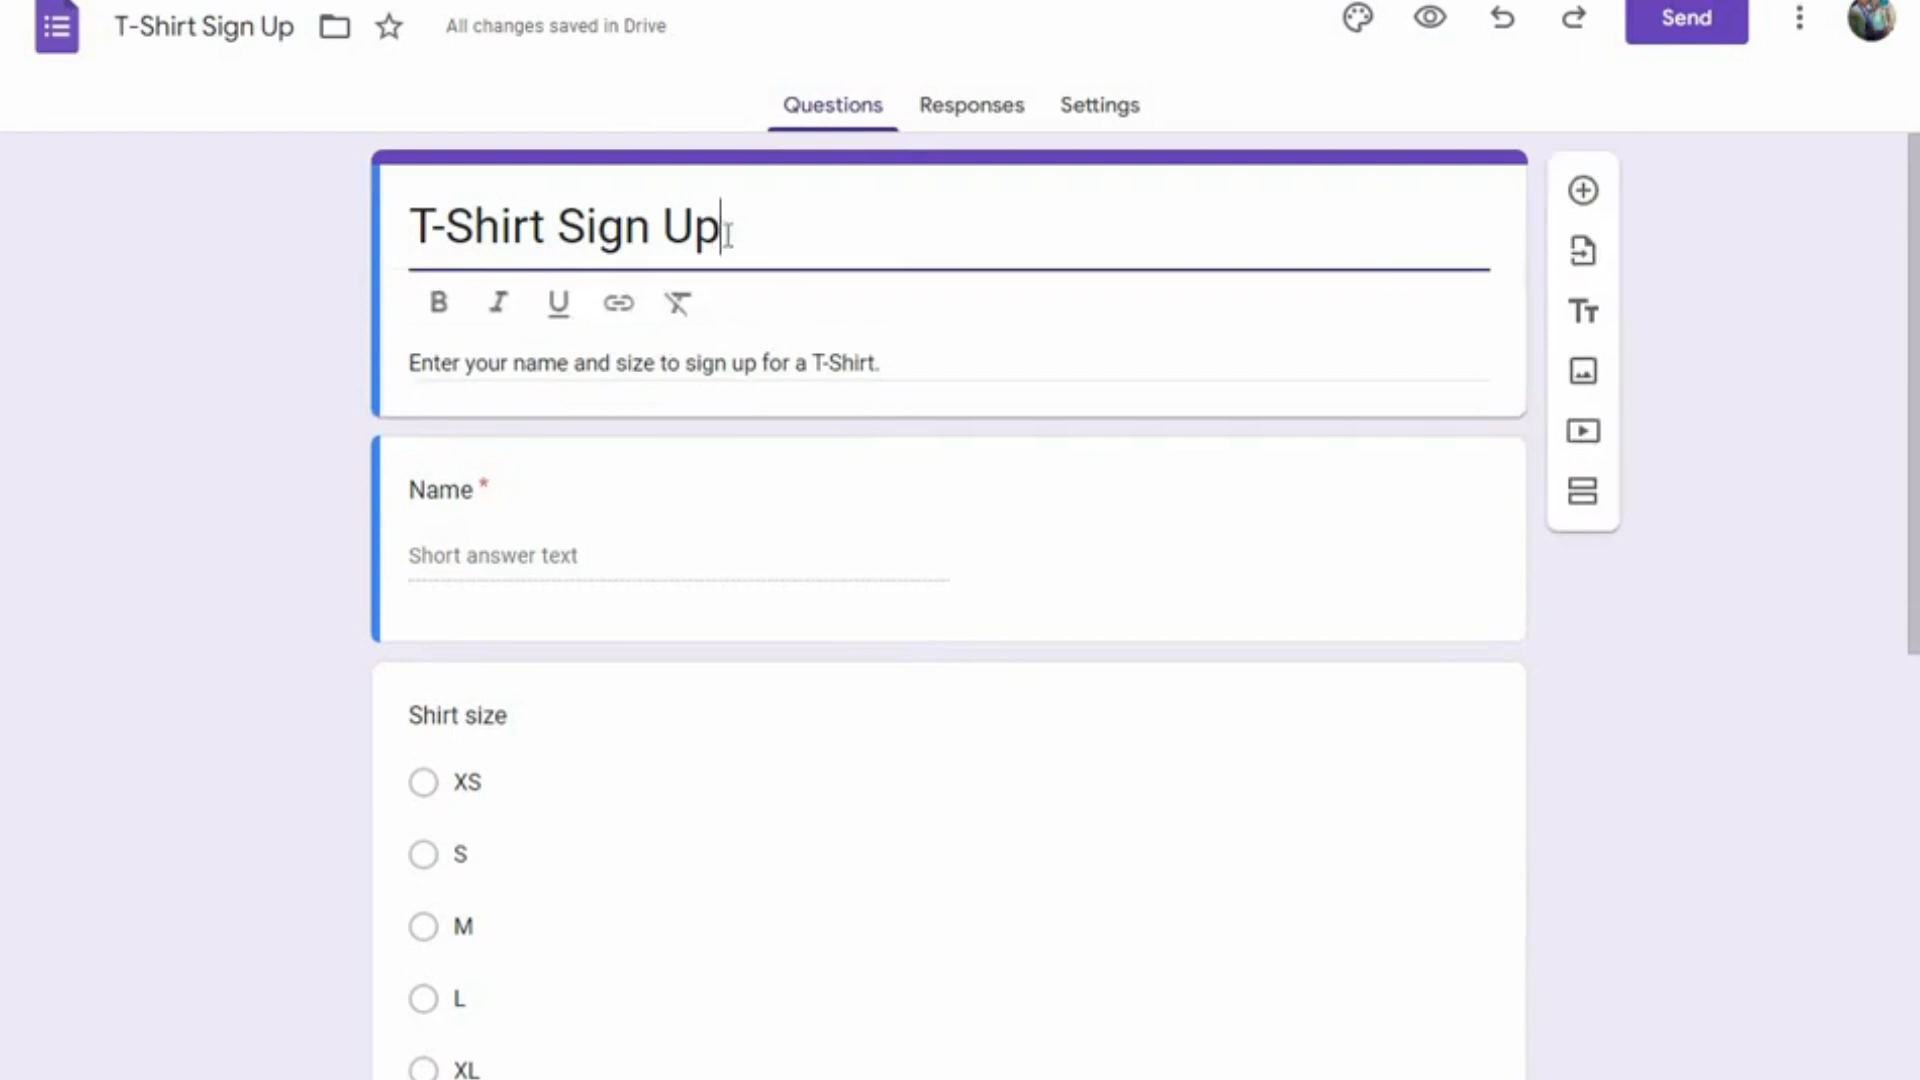 T-Shirt Sign Up
All changes saved in Drive
Send
Questions
Responses
Settings
T-Shirt Sign Up
B I U
Enter your name and size to sign up for a T-Shirt.
Tт
Name *
Short answer text
Shirt size
XS
S
M
L
XL